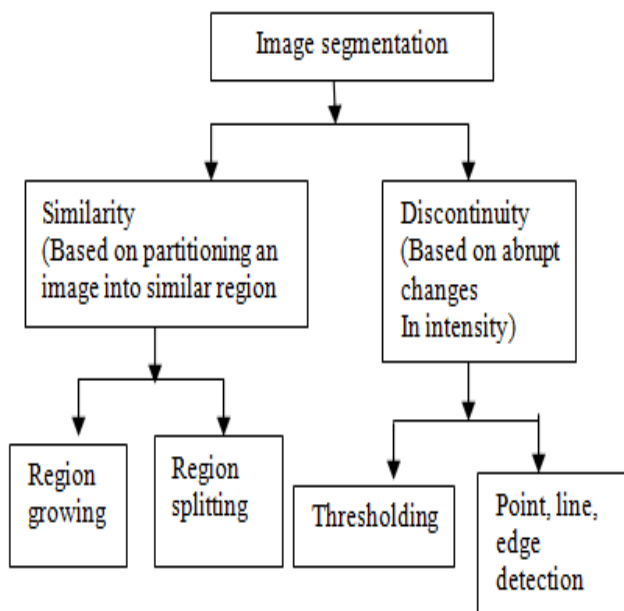 Image segmentation
Similarity
(Based on partitioning an
image into similar region
Discontinuity
(Based on abrupt
changes
In intensity)
Region
growing
Region
splitting
Thresholding
Point, line,
edge
detection